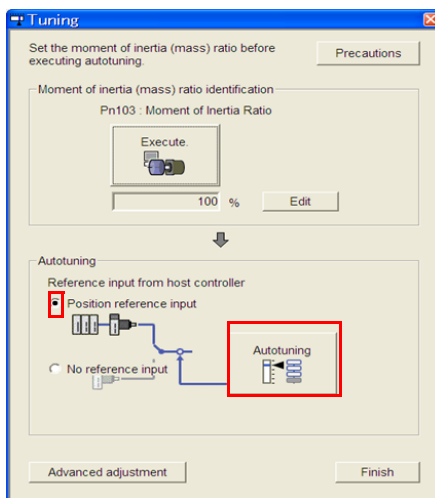 Tuning
Set the moment of inertia (mass) ratio before
executing autotuning.
Precautions
Moment of inertia (mass) ratio identification
Pn103 : Moment of Inertia Ratio
Execute.
100 %
Edit
Autotuning
Reference input from host controller
Position reference input
No reference input
Autotuning
Advanced adjustment
Finish